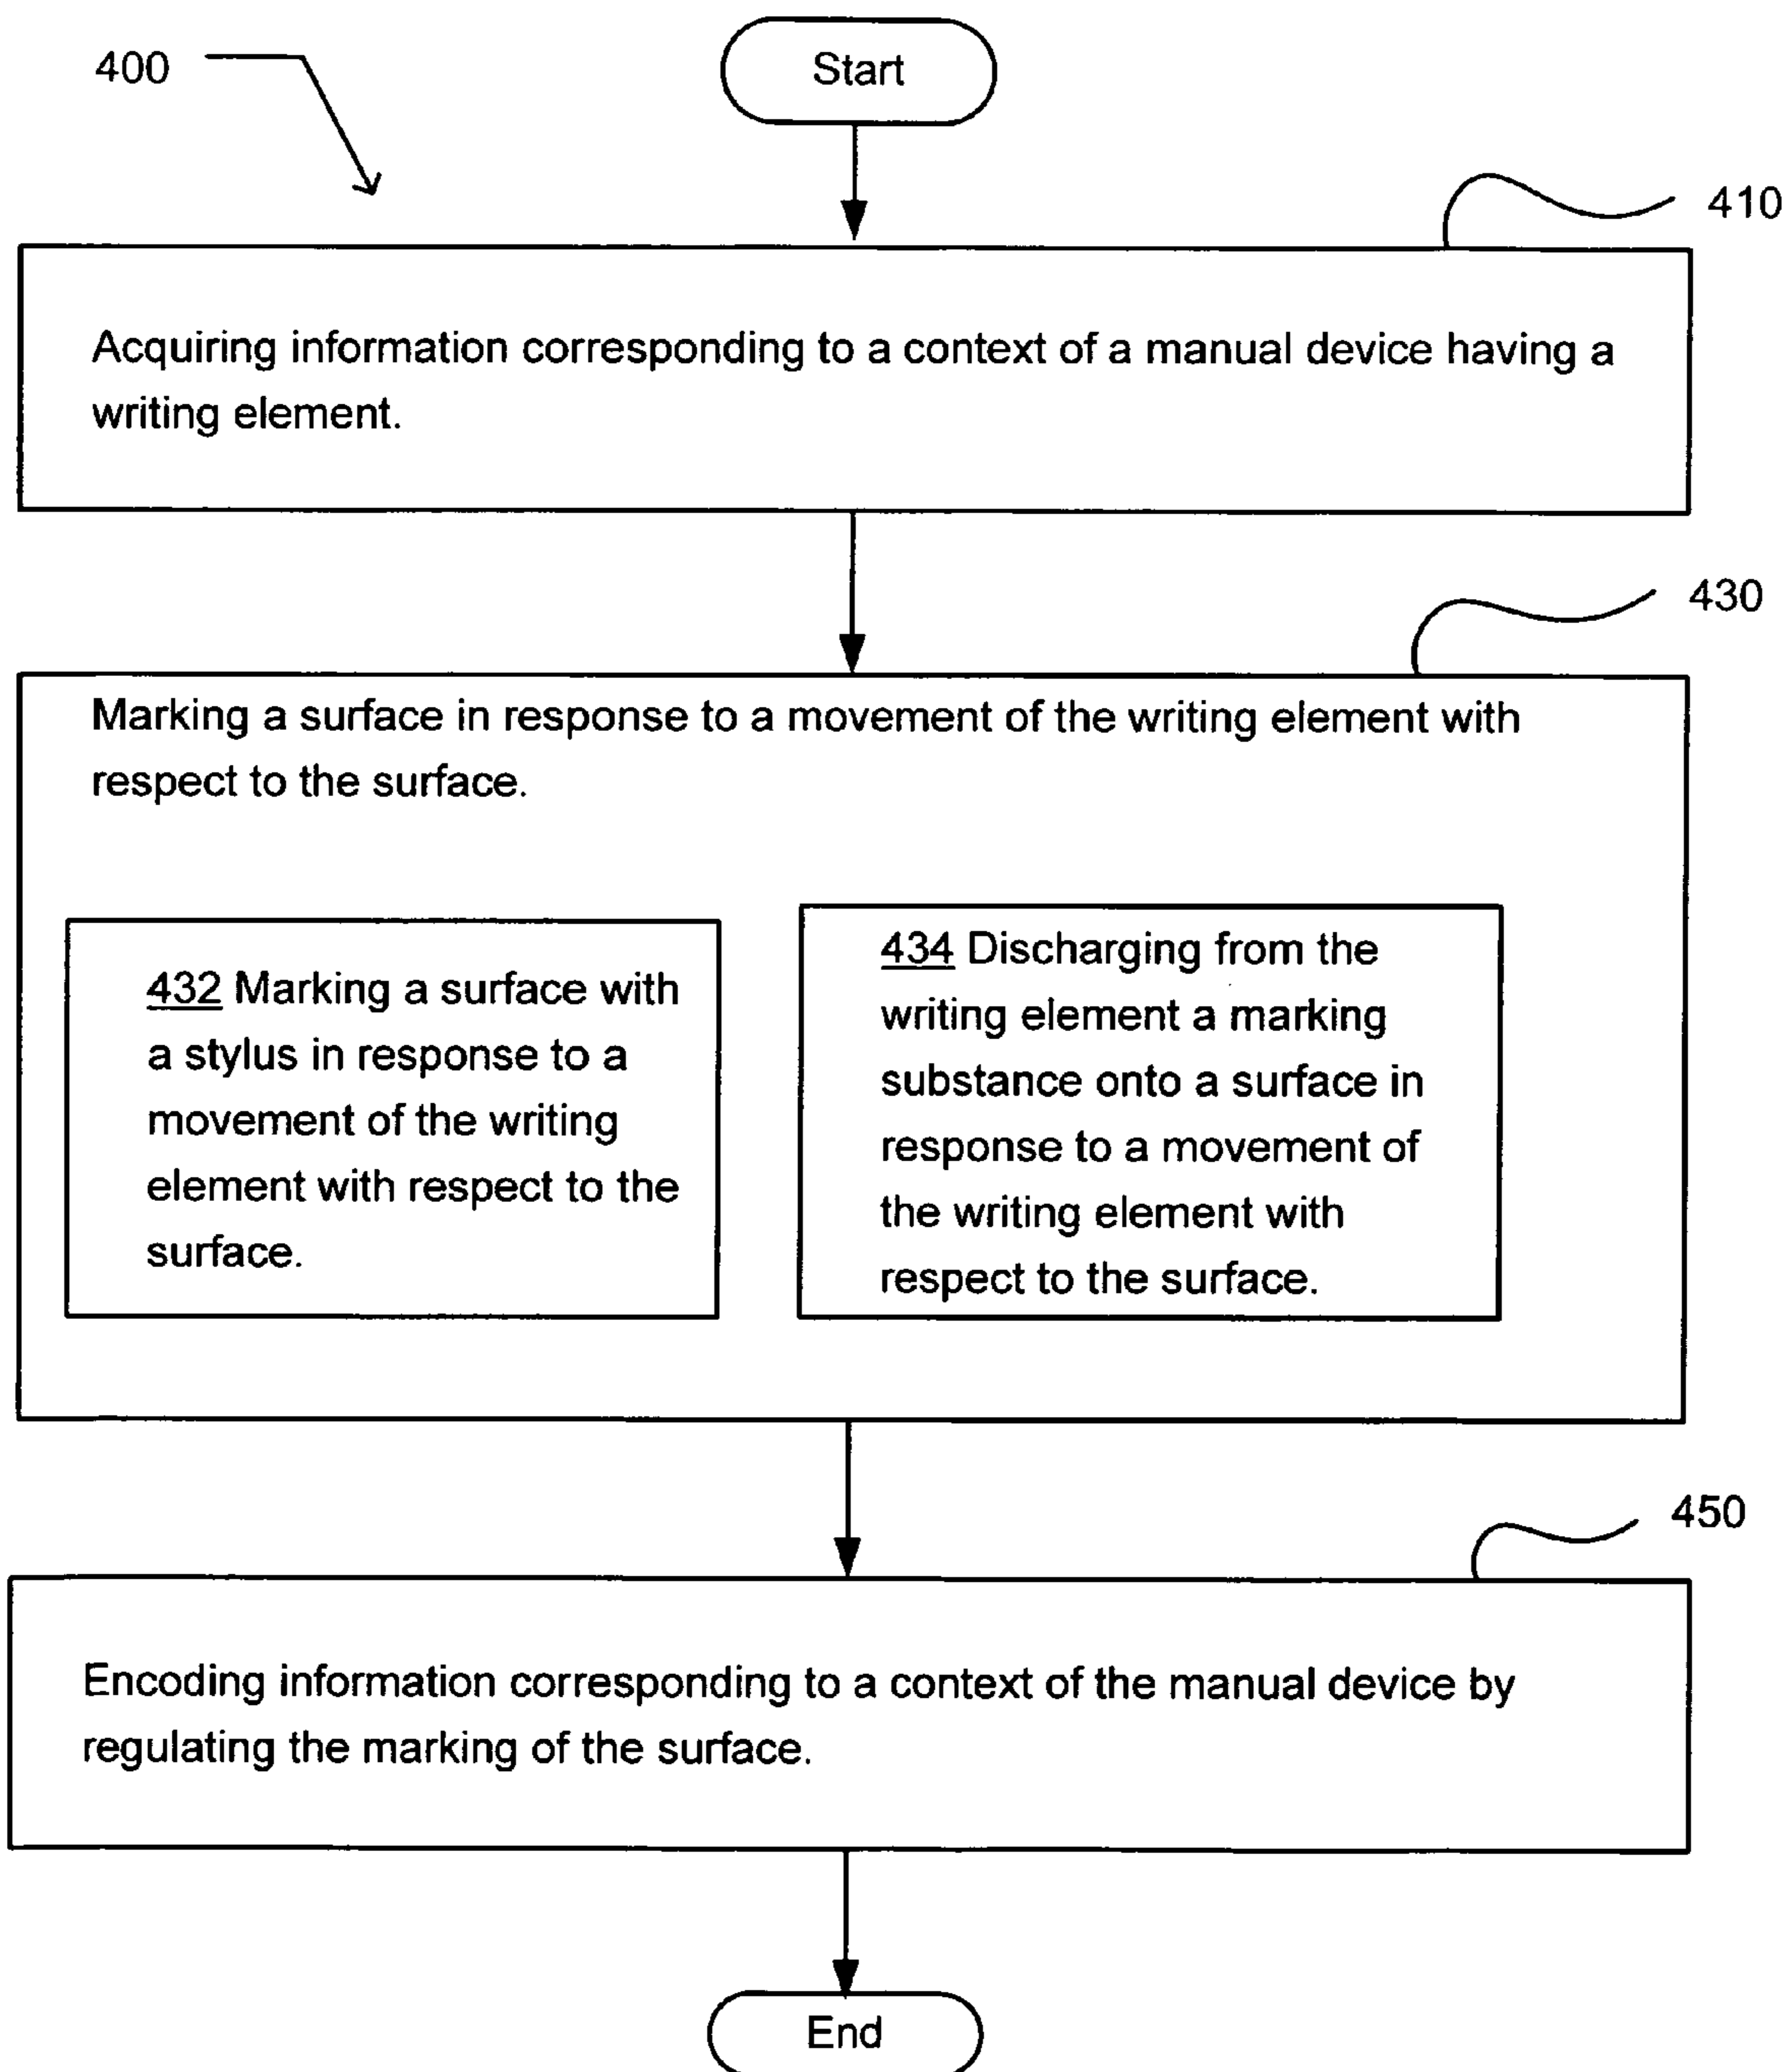 400
Start
410
Acquiring information corresponding to a context of a manual device having a
writing element.
430
Marking a surface in response to a movement of the writing element with
respect to the surface.
432 Marking a surface with
a stylus in response to a
movement of the writing
element with respect to the
surface.
434 Discharging from the
writing element a marking
substance onto a surface in
response to a movement of
the writing element with
respect to the surface.
450
Encoding information corresponding to a context of the manual device by
regulating the marking of the surface.
End